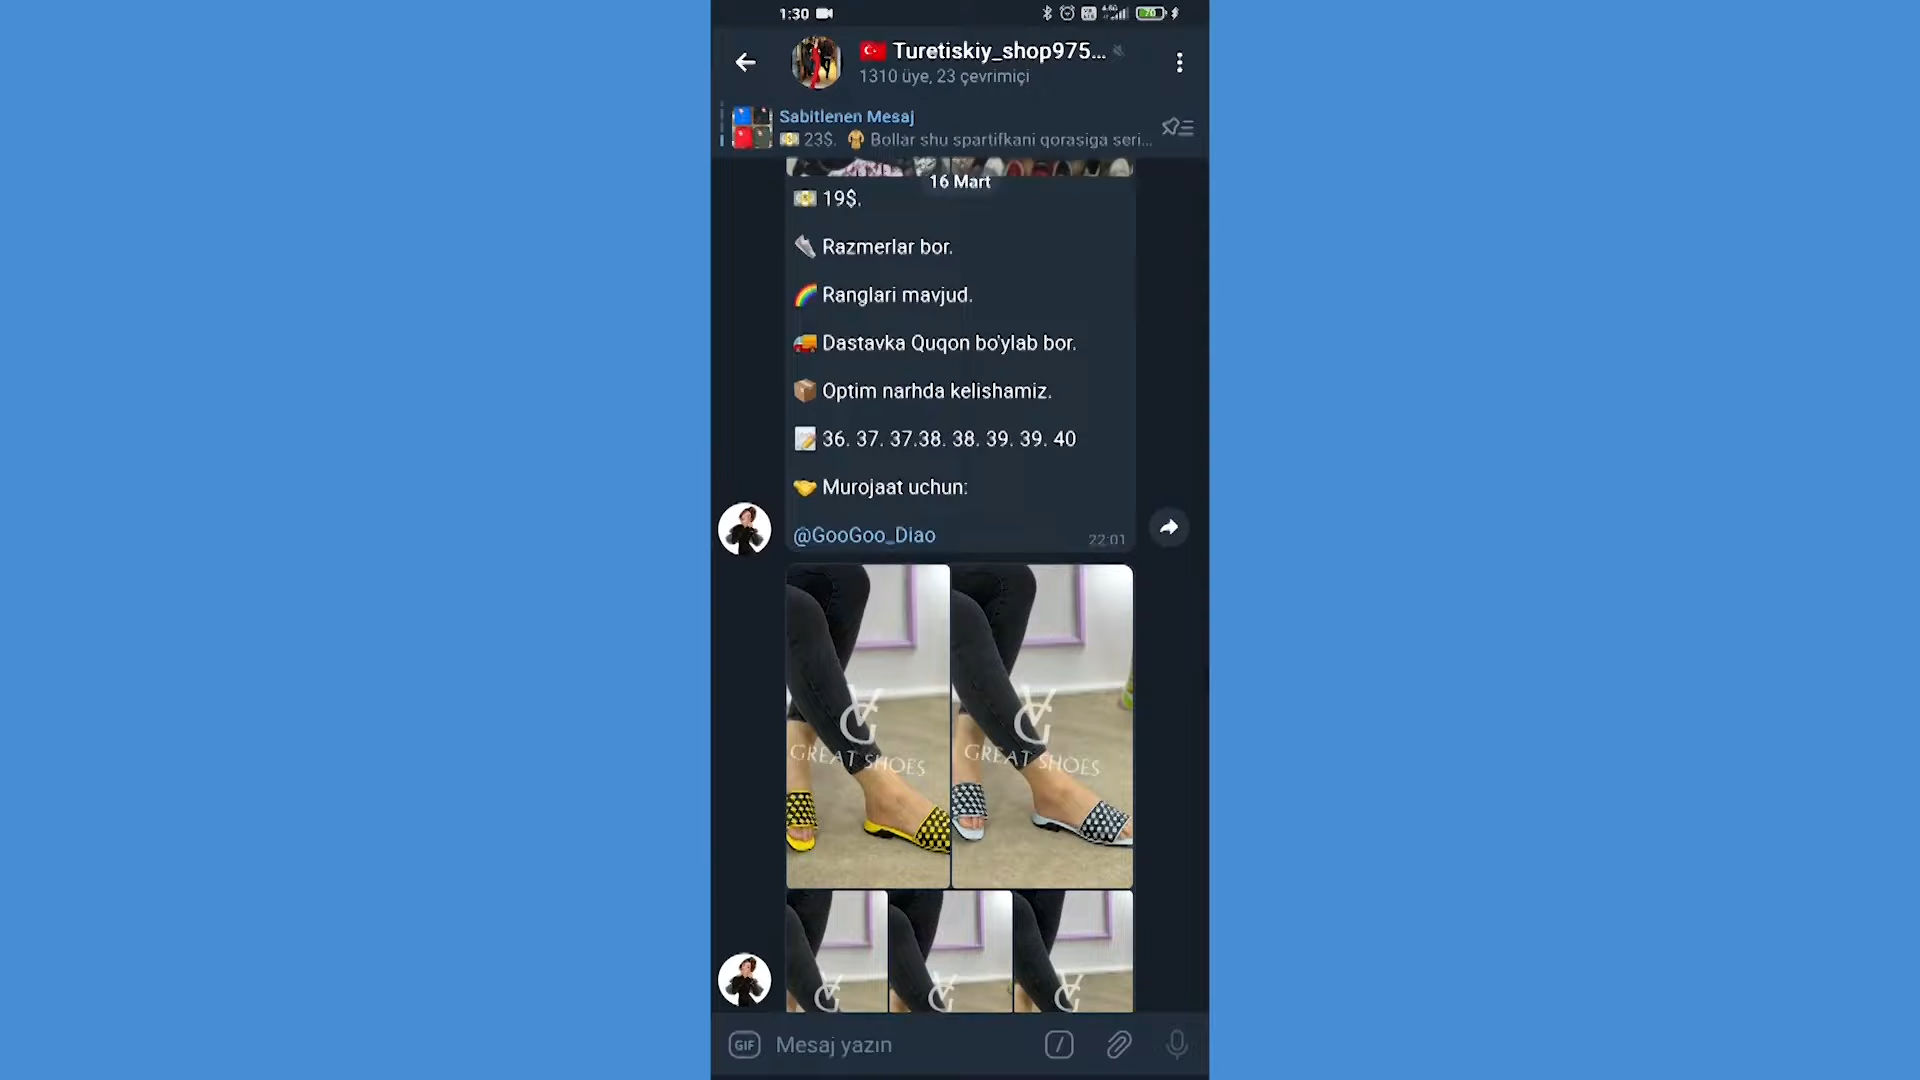 1:30
Turetiskiy_shop975...
1310 üye, 23 çevrimiçi
Sabitlenen Mesaj
23$. Bollar shu spartifkani qorasiga seri...
16 Mart
19$.
Razmerlar bor.
Ranglari mavjud.
Dastavka Quqon bo'ylab bor.
Optim narhda kelishamiz.
36. 37. 37.38. 38. 39. 39. 40
Murojaat uchun:
@GooGoo_Diao
22:01
GREAT SHOES
GREAT SHOES
GIF
Mesaj yazın